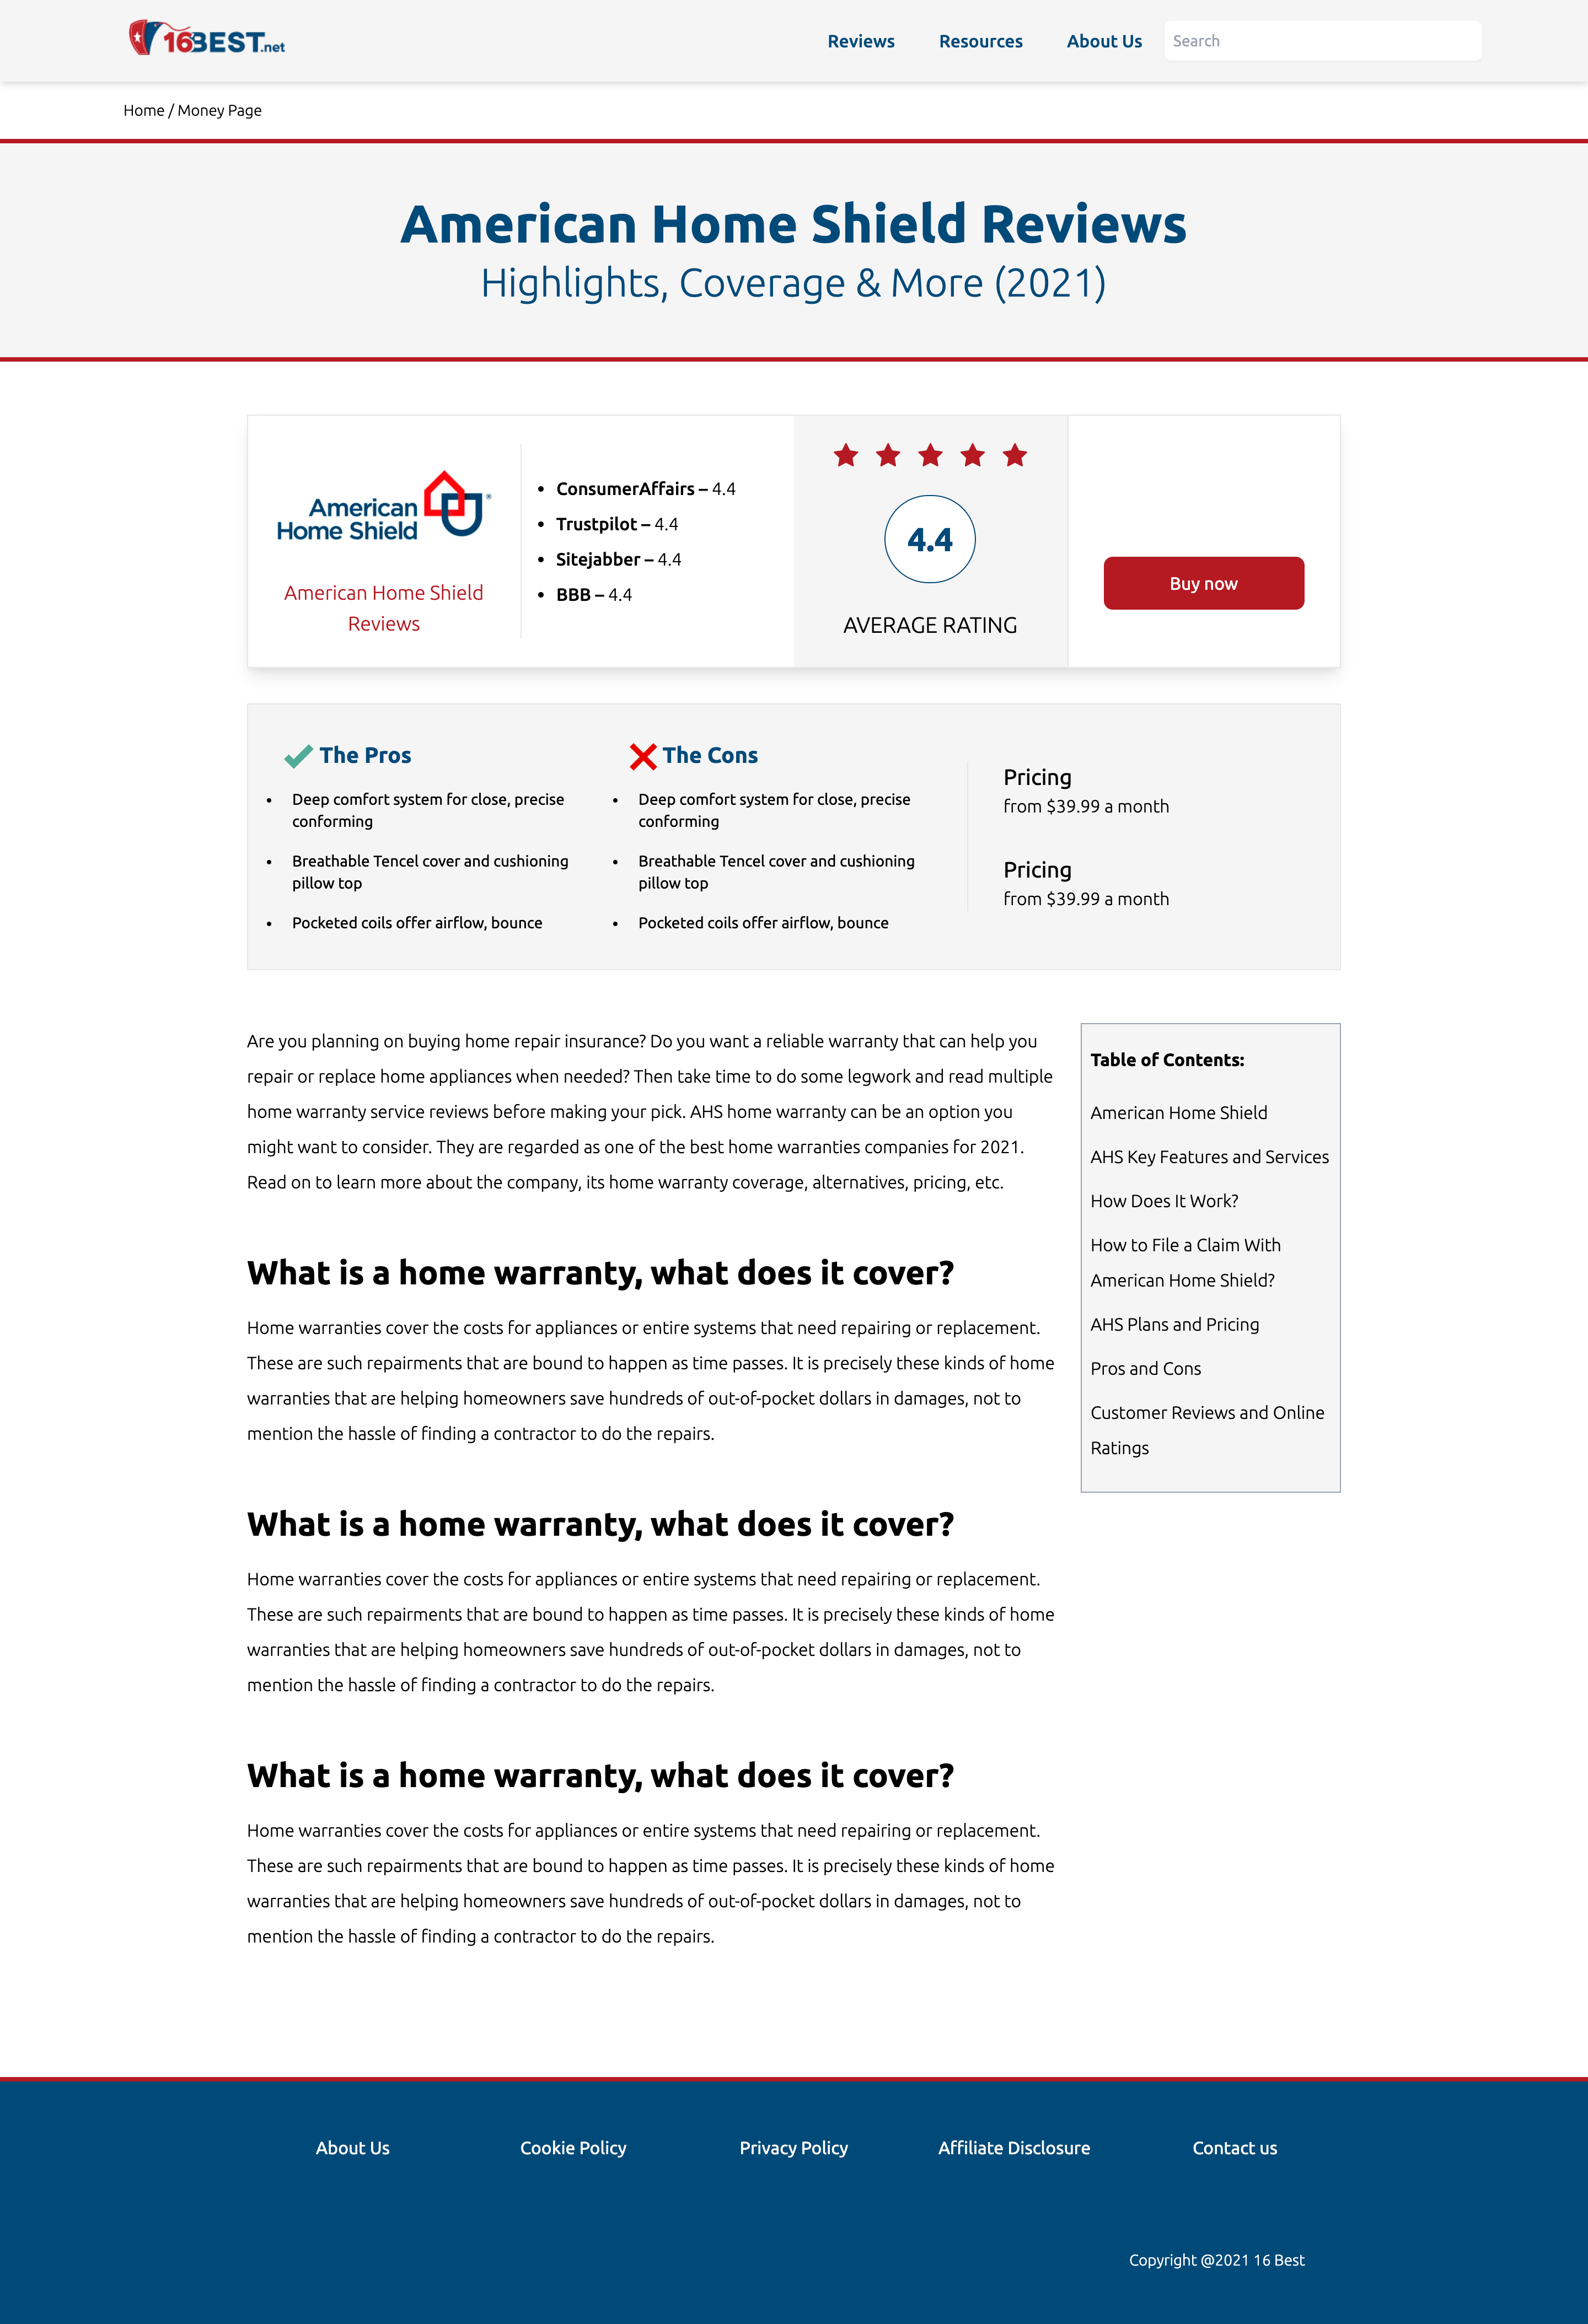 16BEST.net
Reviews
Resources
About Us
Search
Home / Money Page
American Home Shield Reviews
Highlights, Coverage & More (2021)
American
Home Shield
®
American Home Shield
Reviews
• ConsumerAffairs – 4.4
• Trustpilot – 4.4
• Sitejabber – 4.4
• BBB – 4.4
4.4
AVERAGE RATING
Buy now
The Pros
• Deep comfort system for close, precise
conforming
• Breathable Tencel cover and cushioning
pillow top
• Pocketed coils offer airflow, bounce
The Cons
• Deep comfort system for close, precise
conforming
• Breathable Tencel cover and cushioning
pillow top
• Pocketed coils offer airflow, bounce
Pricing
from $39.99 a month
Pricing
from $39.99 a month
Are you planning on buying home repair insurance? Do you want a reliable warranty that can help you
repair or replace home appliances when needed? Then take time to do some legwork and read multiple
home warranty service reviews before making your pick. AHS home warranty can be an option you
might want to consider. They are regarded as one of the best home warranties companies for 2021.
Read on to learn more about the company, its home warranty coverage, alternatives, pricing, etc.
What is a home warranty, what does it cover?
Home warranties cover the costs for appliances or entire systems that need repairing or replacement.
These are such repairments that are bound to happen as time passes. It is precisely these kinds of home
warranties that are helping homeowners save hundreds of out-of-pocket dollars in damages, not to
mention the hassle of finding a contractor to do the repairs.
What is a home warranty, what does it cover?
Home warranties cover the costs for appliances or entire systems that need repairing or replacement.
These are such repairments that are bound to happen as time passes. It is precisely these kinds of home
warranties that are helping homeowners save hundreds of out-of-pocket dollars in damages, not to
mention the hassle of finding a contractor to do the repairs.
What is a home warranty, what does it cover?
Home warranties cover the costs for appliances or entire systems that need repairing or replacement.
These are such repairments that are bound to happen as time passes. It is precisely these kinds of home
warranties that are helping homeowners save hundreds of out-of-pocket dollars in damages, not to
mention the hassle of finding a contractor to do the repairs.
Table of Contents:
American Home Shield
AHS Key Features and Services
How Does It Work?
How to File a Claim With
American Home Shield?
AHS Plans and Pricing
Pros and Cons
Customer Reviews and Online
Ratings
About Us
Cookie Policy
Privacy Policy
Affiliate Disclosure
Contact us
Copyright @2021 16 Best